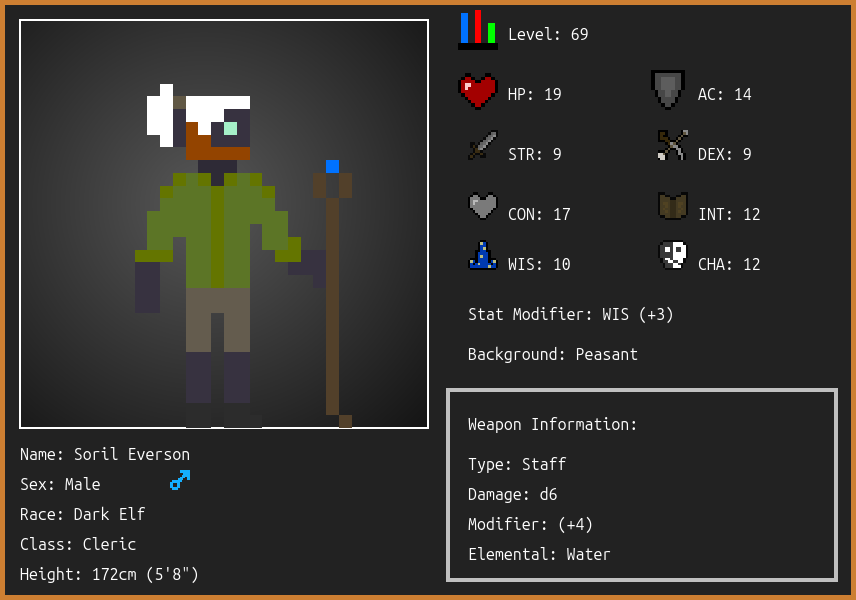 Level: 69
HP: 19
AC: 14
STR: 9
DEX: 9
CON: 17
INT: 12
WIS: 10
CHA: 12
Stat Modifier: WIS (+3)
Background: Peasant
Weapon Information:
Type: Staff
Damage: d6
Modifier: (+4)
Elemental: Water
Name: Soril Everson
Sex: Male
Race: Dark Elf
Class: Cleric
Height: 172cm (5'8")